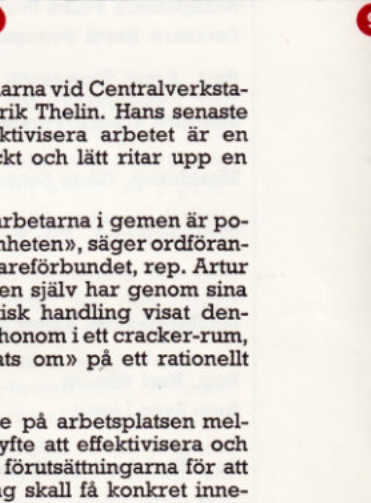 arna vid Centralverksta-
rik Thelin. Hans senaste
ktivisera arbetet är en
ckt och lätt ritar upp en
arbetarna i gemen är po-
nheten», säger ordföran-
areförbundet, rep. Artur
en själv har genom sina
isk handling visat den-
honom i ett cracker-rum,
ats om» på ett rationellt
e på arbetsplatsen mel-
yfte att effektivisera och
förutsättningarna för att
g skall få konkret inne-